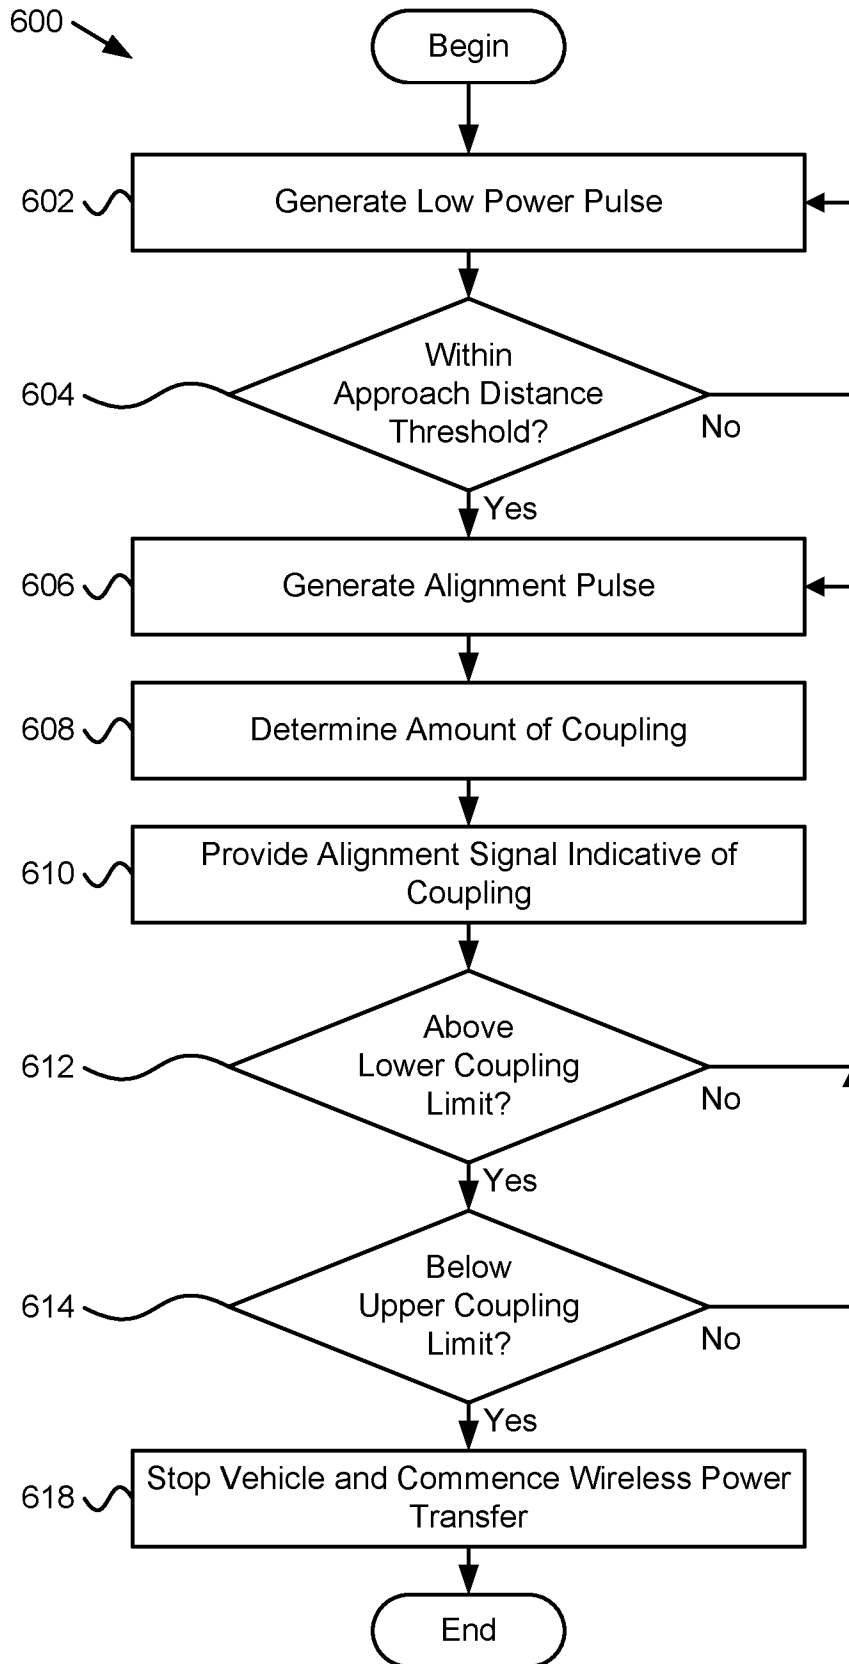 600
Begin
602
Generate Low Power Pulse
604
Within
Approach Distance
Threshold?
No
Yes
606
Generate Alignment Pulse
608
Determine Amount of Coupling
610
Provide Alignment Signal Indicative of
Coupling
612
Above
Lower Coupling
Limit?
No
Yes
614
Below
Upper Coupling
Limit?
No
Yes
618
Stop Vehicle and Commence Wireless Power
Transfer
End